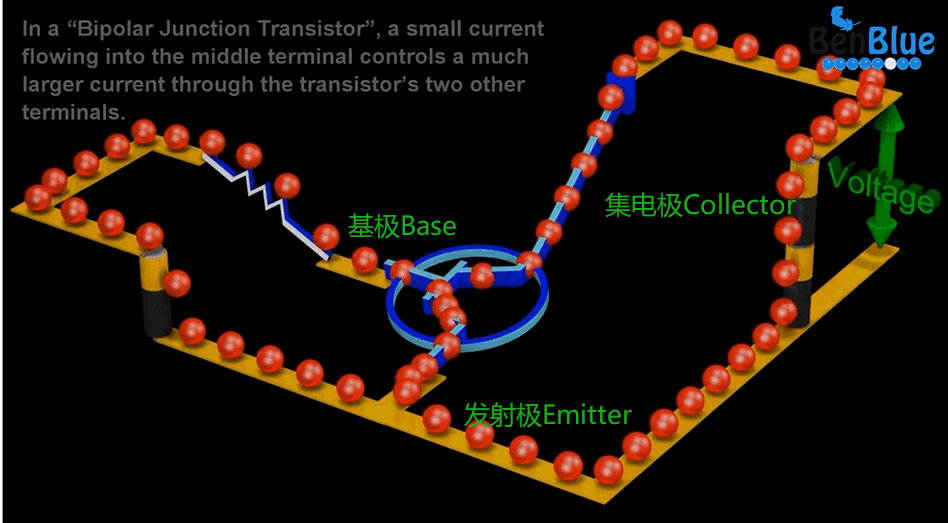 In a “Bipolar Junction Transistor”, a small current
flowing into the middle terminal controls a much
larger current through the transistor’s two other
terminals.
BenBlue
Voltage
集电极Collector
基极Base
发射极Emitter